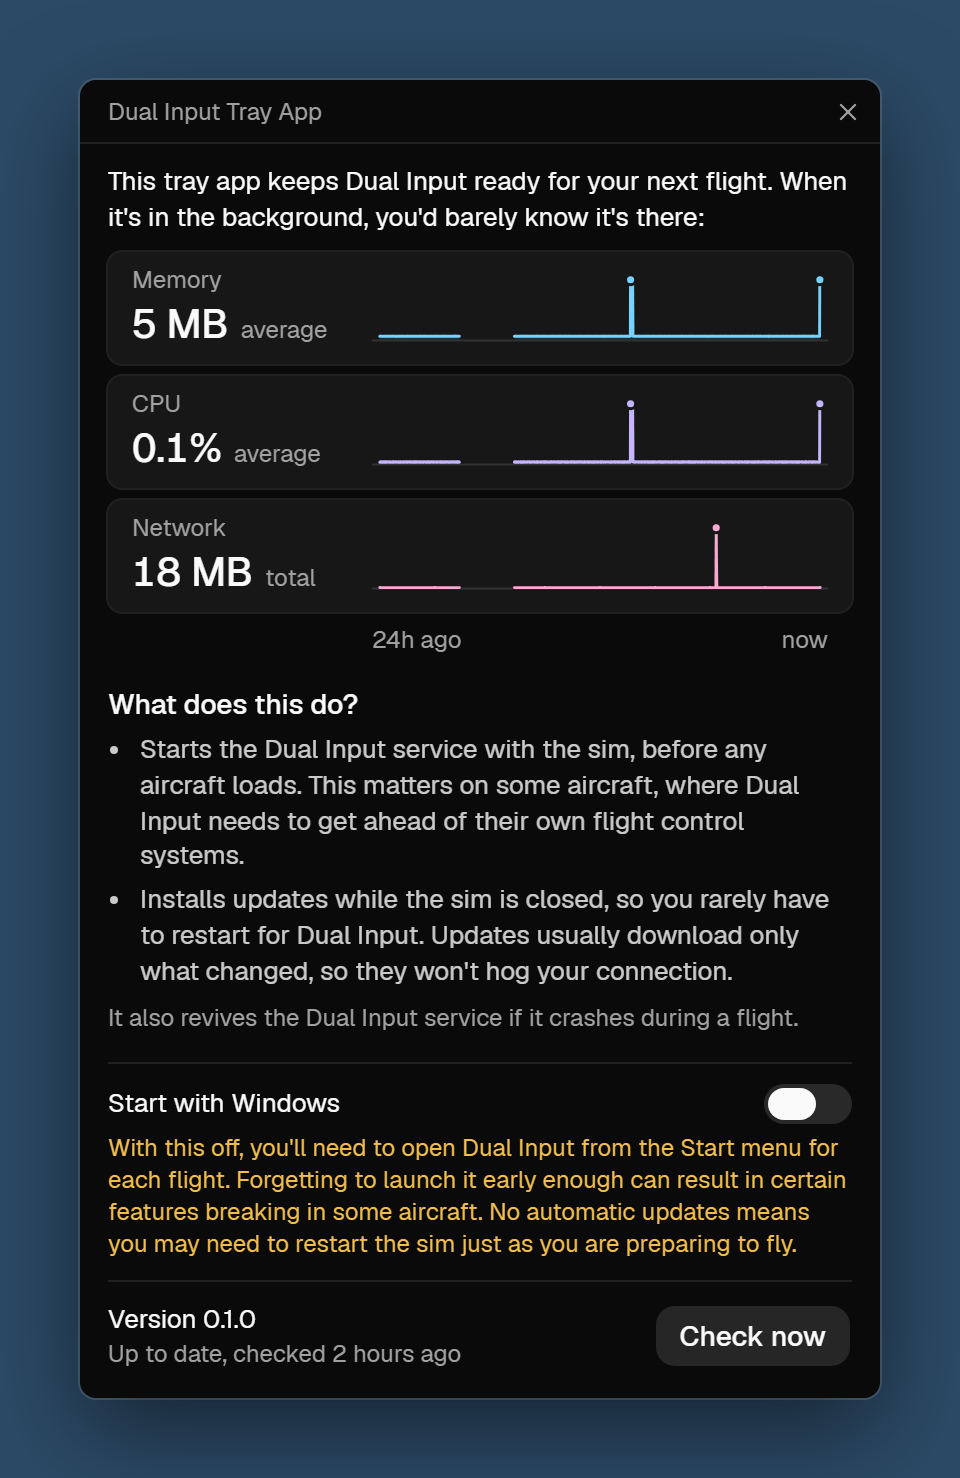 Dual Input Tray App
This tray app keeps Dual Input ready for your next flight. When
it's in the background, you'd barely know it's there:
Memory
5 MB average
CPU
0.1% average
Network
18 MB total
24h ago now
What does this do?
• Starts the Dual Input service with the sim, before any
aircraft loads. This matters on some aircraft, where Dual
Input needs to get ahead of their own flight control
systems.
• Installs updates while the sim is closed, so you rarely have
to restart for Dual Input. Updates usually download only
what changed, so they won't hog your connection.
It also revives the Dual Input service if it crashes during a flight.
Start with Windows
With this off, you'll need to open Dual Input from the Start menu for
each flight. Forgetting to launch it early enough can result in certain
features breaking in some aircraft. No automatic updates means
you may need to restart the sim just as you are preparing to fly.
Version 0.1.0
Up to date, checked 2 hours ago
Check now